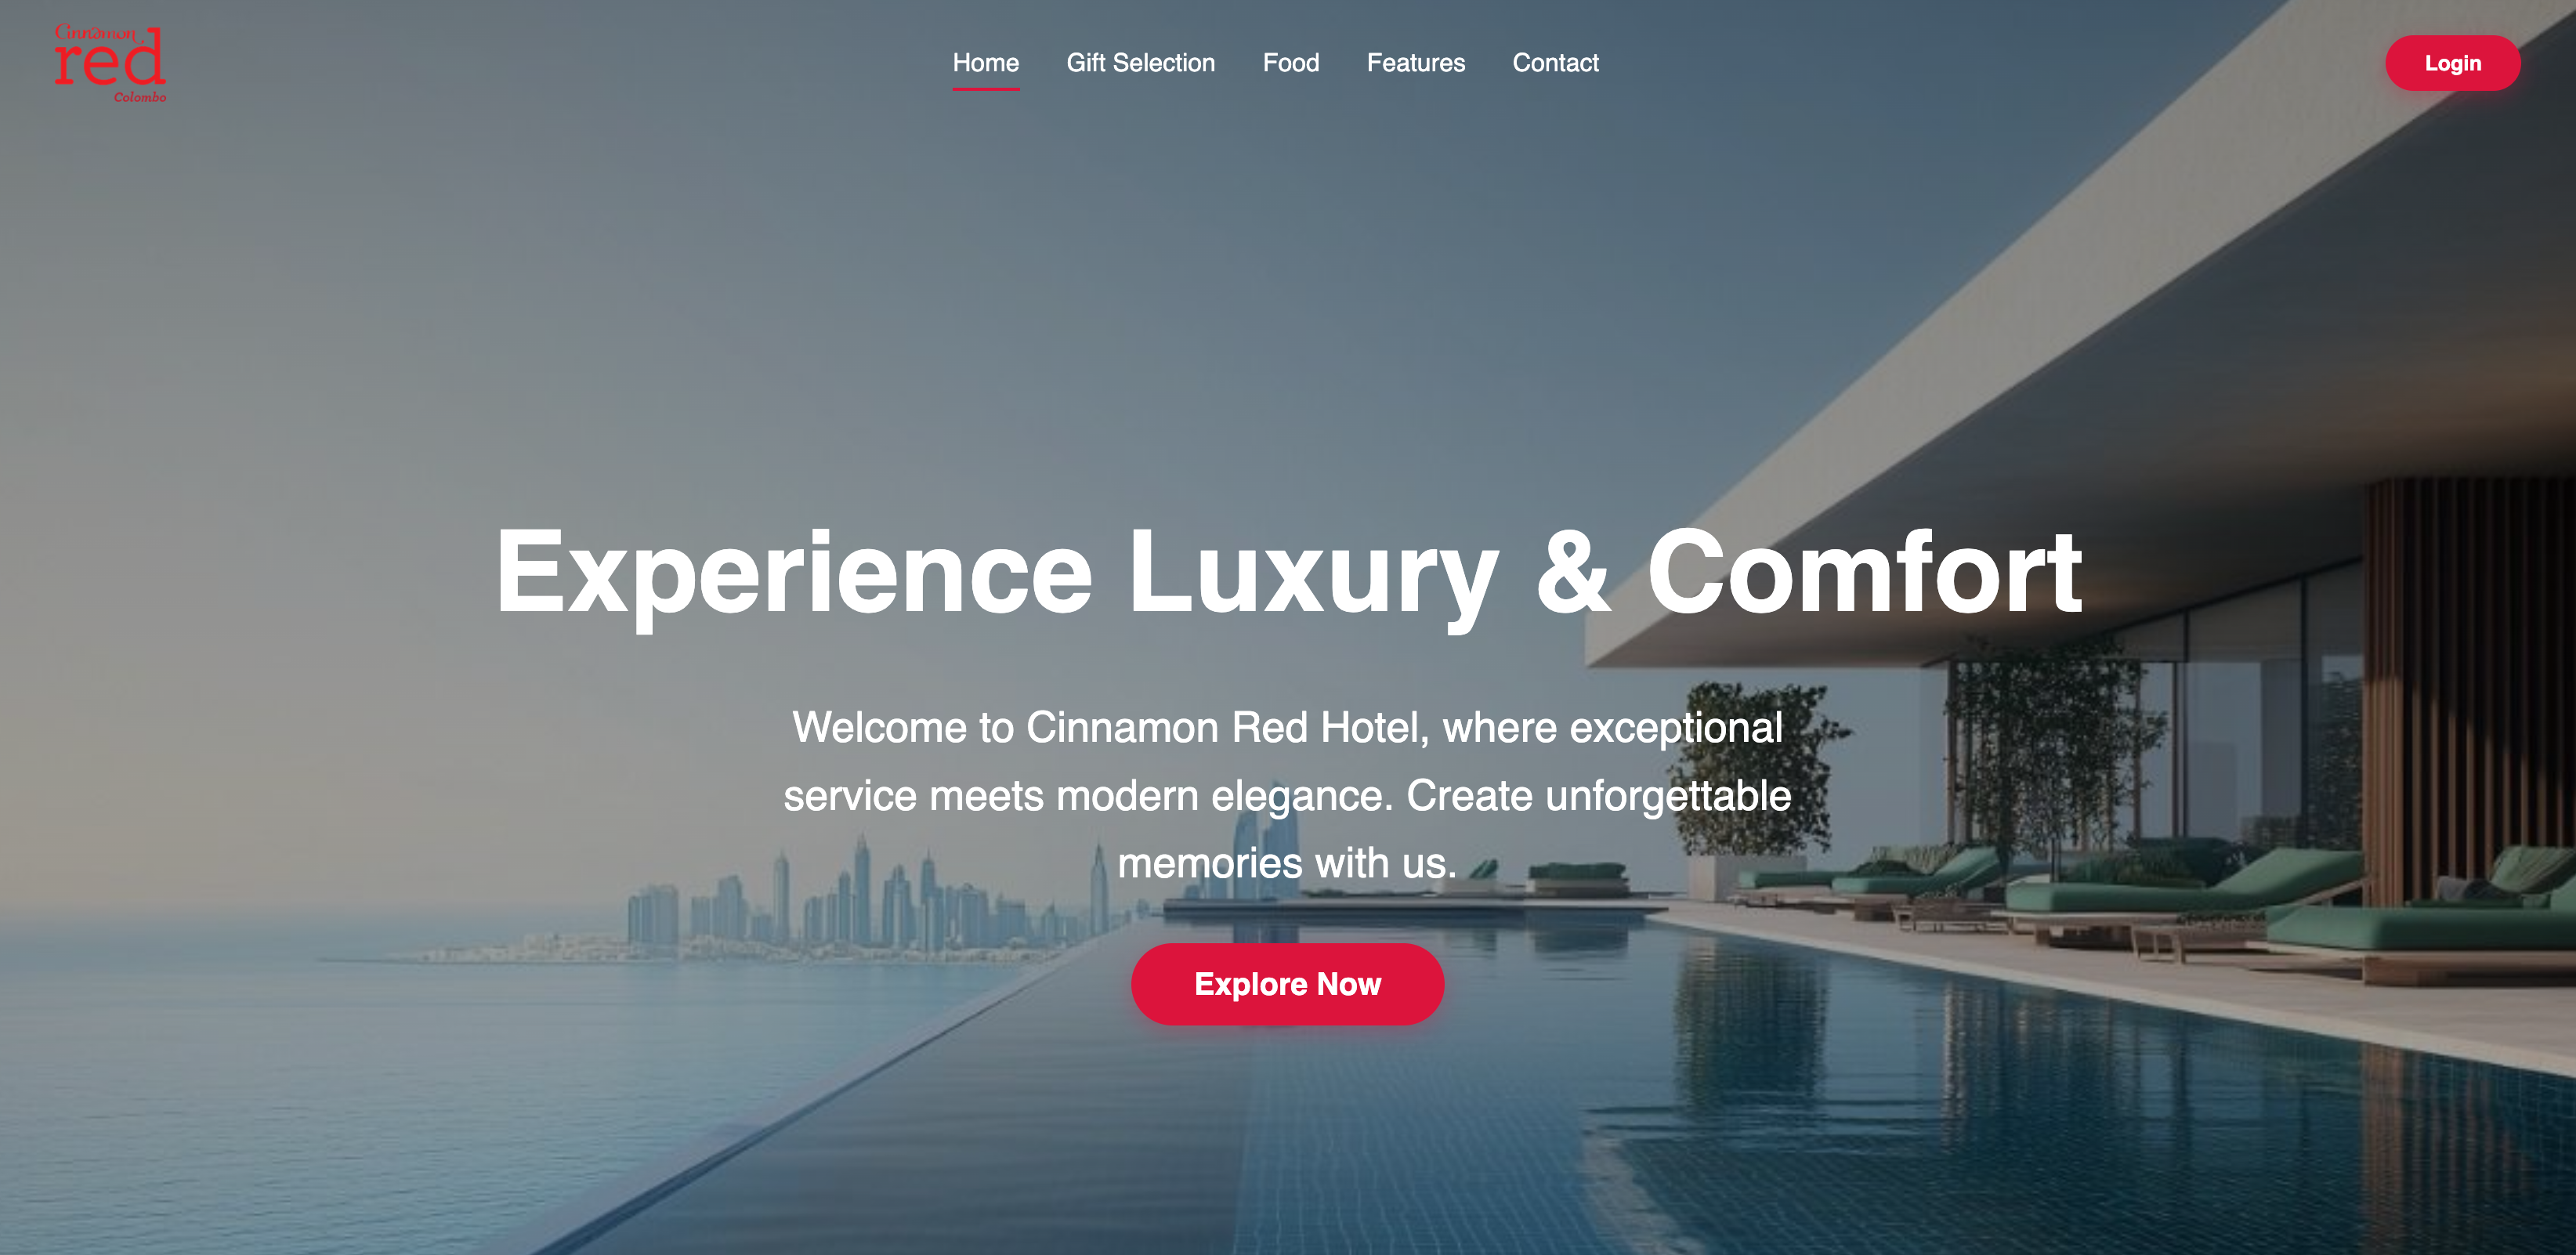 Cinnamon
red
Colombo
Home Gift Selection Food Features Contact
Login
Experience Luxury & Comfort
Welcome to Cinnamon Red Hotel, where exceptional
service meets modern elegance. Create unforgettable
memories with us.
Explore Now